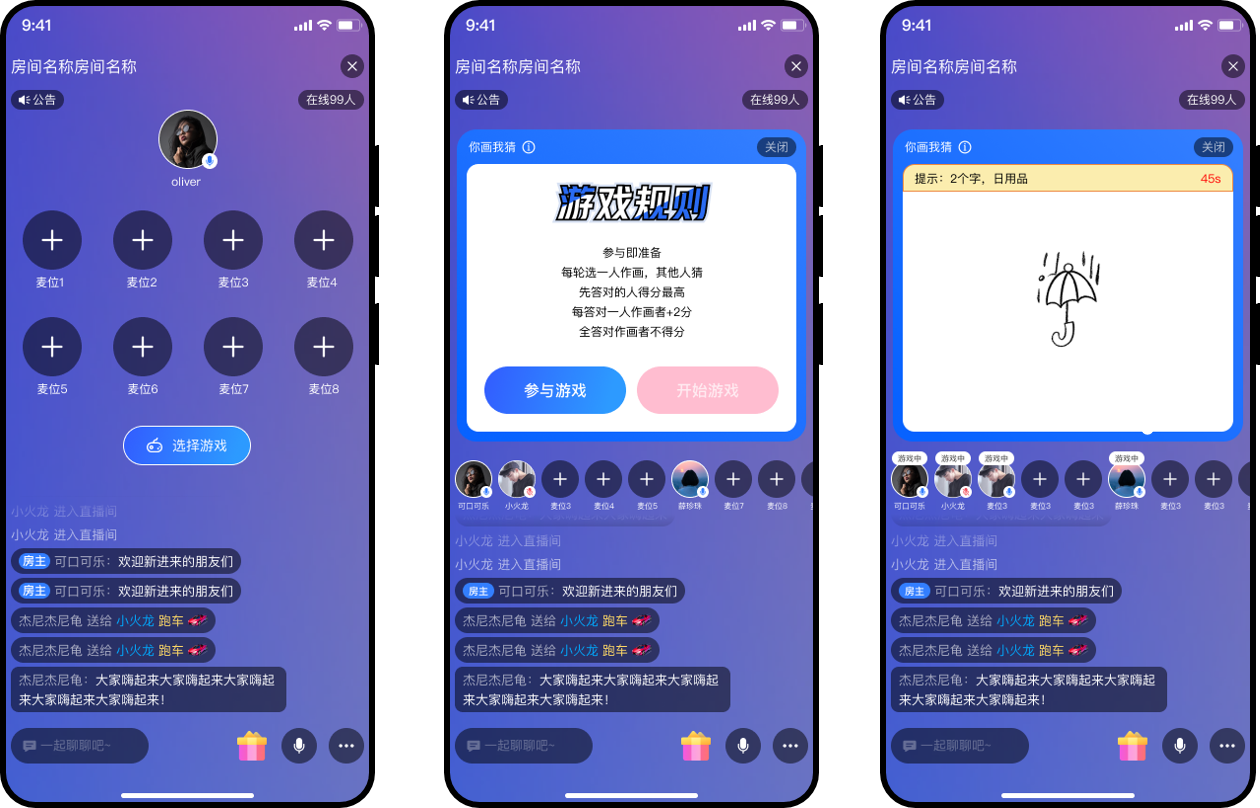 9:41
房间名称房间名称
公告
在线99人
oliver
麦位1 麦位2 麦位3 麦位4
麦位5 麦位6 麦位7 麦位8
选择游戏
小火龙 进入直播间
小火龙 进入直播间
房主 可口可乐：欢迎新进来的朋友们
房主 可口可乐：欢迎新进来的朋友们
杰尼杰尼龟 送给 小火龙 跑车
杰尼杰尼龟 送给 小火龙 跑车
杰尼杰尼龟：大家嗨起来大家嗨起来大家嗨起
来大家嗨起来大家嗨起来！
一起聊聊吧~
9:41
房间名称房间名称
公告
在线99人
你画我猜
关闭
游戏规则
参与即准备
每轮选一人作画，其他人猜
先答对的人得分最高
每答对一人作画者+2分
全答对作画者不得分
参与游戏 开始游戏
可口可乐 小火龙 麦位3 麦位4 麦位5 薛珍珠 麦位7 麦位8
小火龙 进入直播间
小火龙 进入直播间
房主 可口可乐：欢迎新进来的朋友们
杰尼杰尼龟 送给 小火龙 跑车
杰尼杰尼龟 送给 小火龙 跑车
杰尼杰尼龟：大家嗨起来大家嗨起来大家嗨起
来大家嗨起来大家嗨起来！
一起聊聊吧~
9:41
房间名称房间名称
公告
在线99人
你画我猜
关闭
提示：2个字，日用品 45s
游戏中 游戏中 游戏中 游戏中
可口可乐 小火龙 麦位3 麦位3 麦位3 薛珍珠 麦位3 麦位3
小火龙 进入直播间
小火龙 进入直播间
房主 可口可乐：欢迎新进来的朋友们
杰尼杰尼龟 送给 小火龙 跑车
杰尼杰尼龟 送给 小火龙 跑车
杰尼杰尼龟：大家嗨起来大家嗨起来大家嗨起
来大家嗨起来大家嗨起来！
一起聊聊吧~